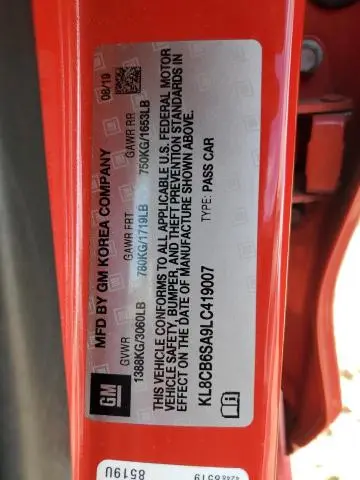 MFD BY GM KOREA COMPANY 08/19
GVWR GAWR FRT GAWR RR
1388KG/3060LB 780KG/1719LB 750KG/1653LB
THIS VEHICLE CONFORMS TO ALL APPLICABLE U.S. FEDERAL MOTOR
VEHICLE SAFETY, BUMPER, AND THEFT PREVENTION STANDARDS IN
EFFECT ON THE DATE OF MANUFACTURE SHOWN ABOVE.
TYPE: PASS CAR
KL8CB6SA9LC419007
GM
42486519
8519U